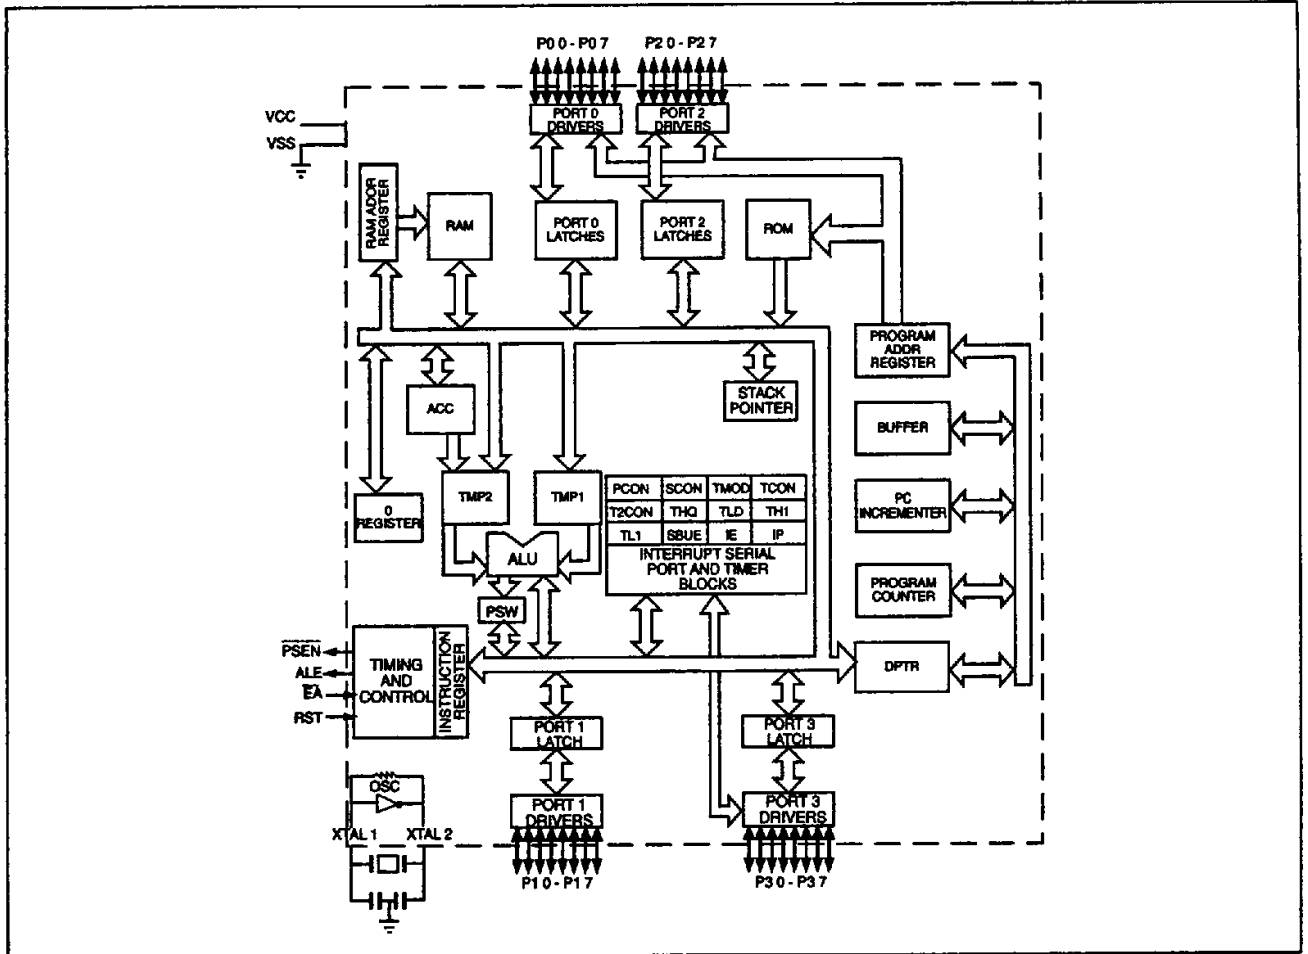 P0 0 - P0 7
P2 0 - P2 7
VCC
VSS
PORT 0
DRIVERS
PORT 2
DRIVERS
RAM ADDR
REGISTER
RAM
PORT 0
LATCHES
PORT 2
LATCHES
ROM
PROGRAM
ADDR
REGISTER
STACK
POINTER
ACC
BUFFER
TMP2
TMP1
0
REGISTER
PCON
SCON
TMOD
TCON
T2CON
THO
TLD
TH1
TL1
SBUE
IE
IP
INTERRUPT SERIAL
PORT AND TIMER
BLOCKS
PC
INCREMENTER
ALU
PSW
PROGRAM
COUNTER
PSEN
ALE
EA
RST
TIMING
AND
CONTROL
INSTRUCTION
REGISTER
DPTR
PORT 1
LATCH
PORT 3
LATCH
OSC
PORT 1
DRIVERS
PORT 3
DRIVERS
XTAL 1
XTAL 2
P1 0 - P1 7
P3 0 - P3 7